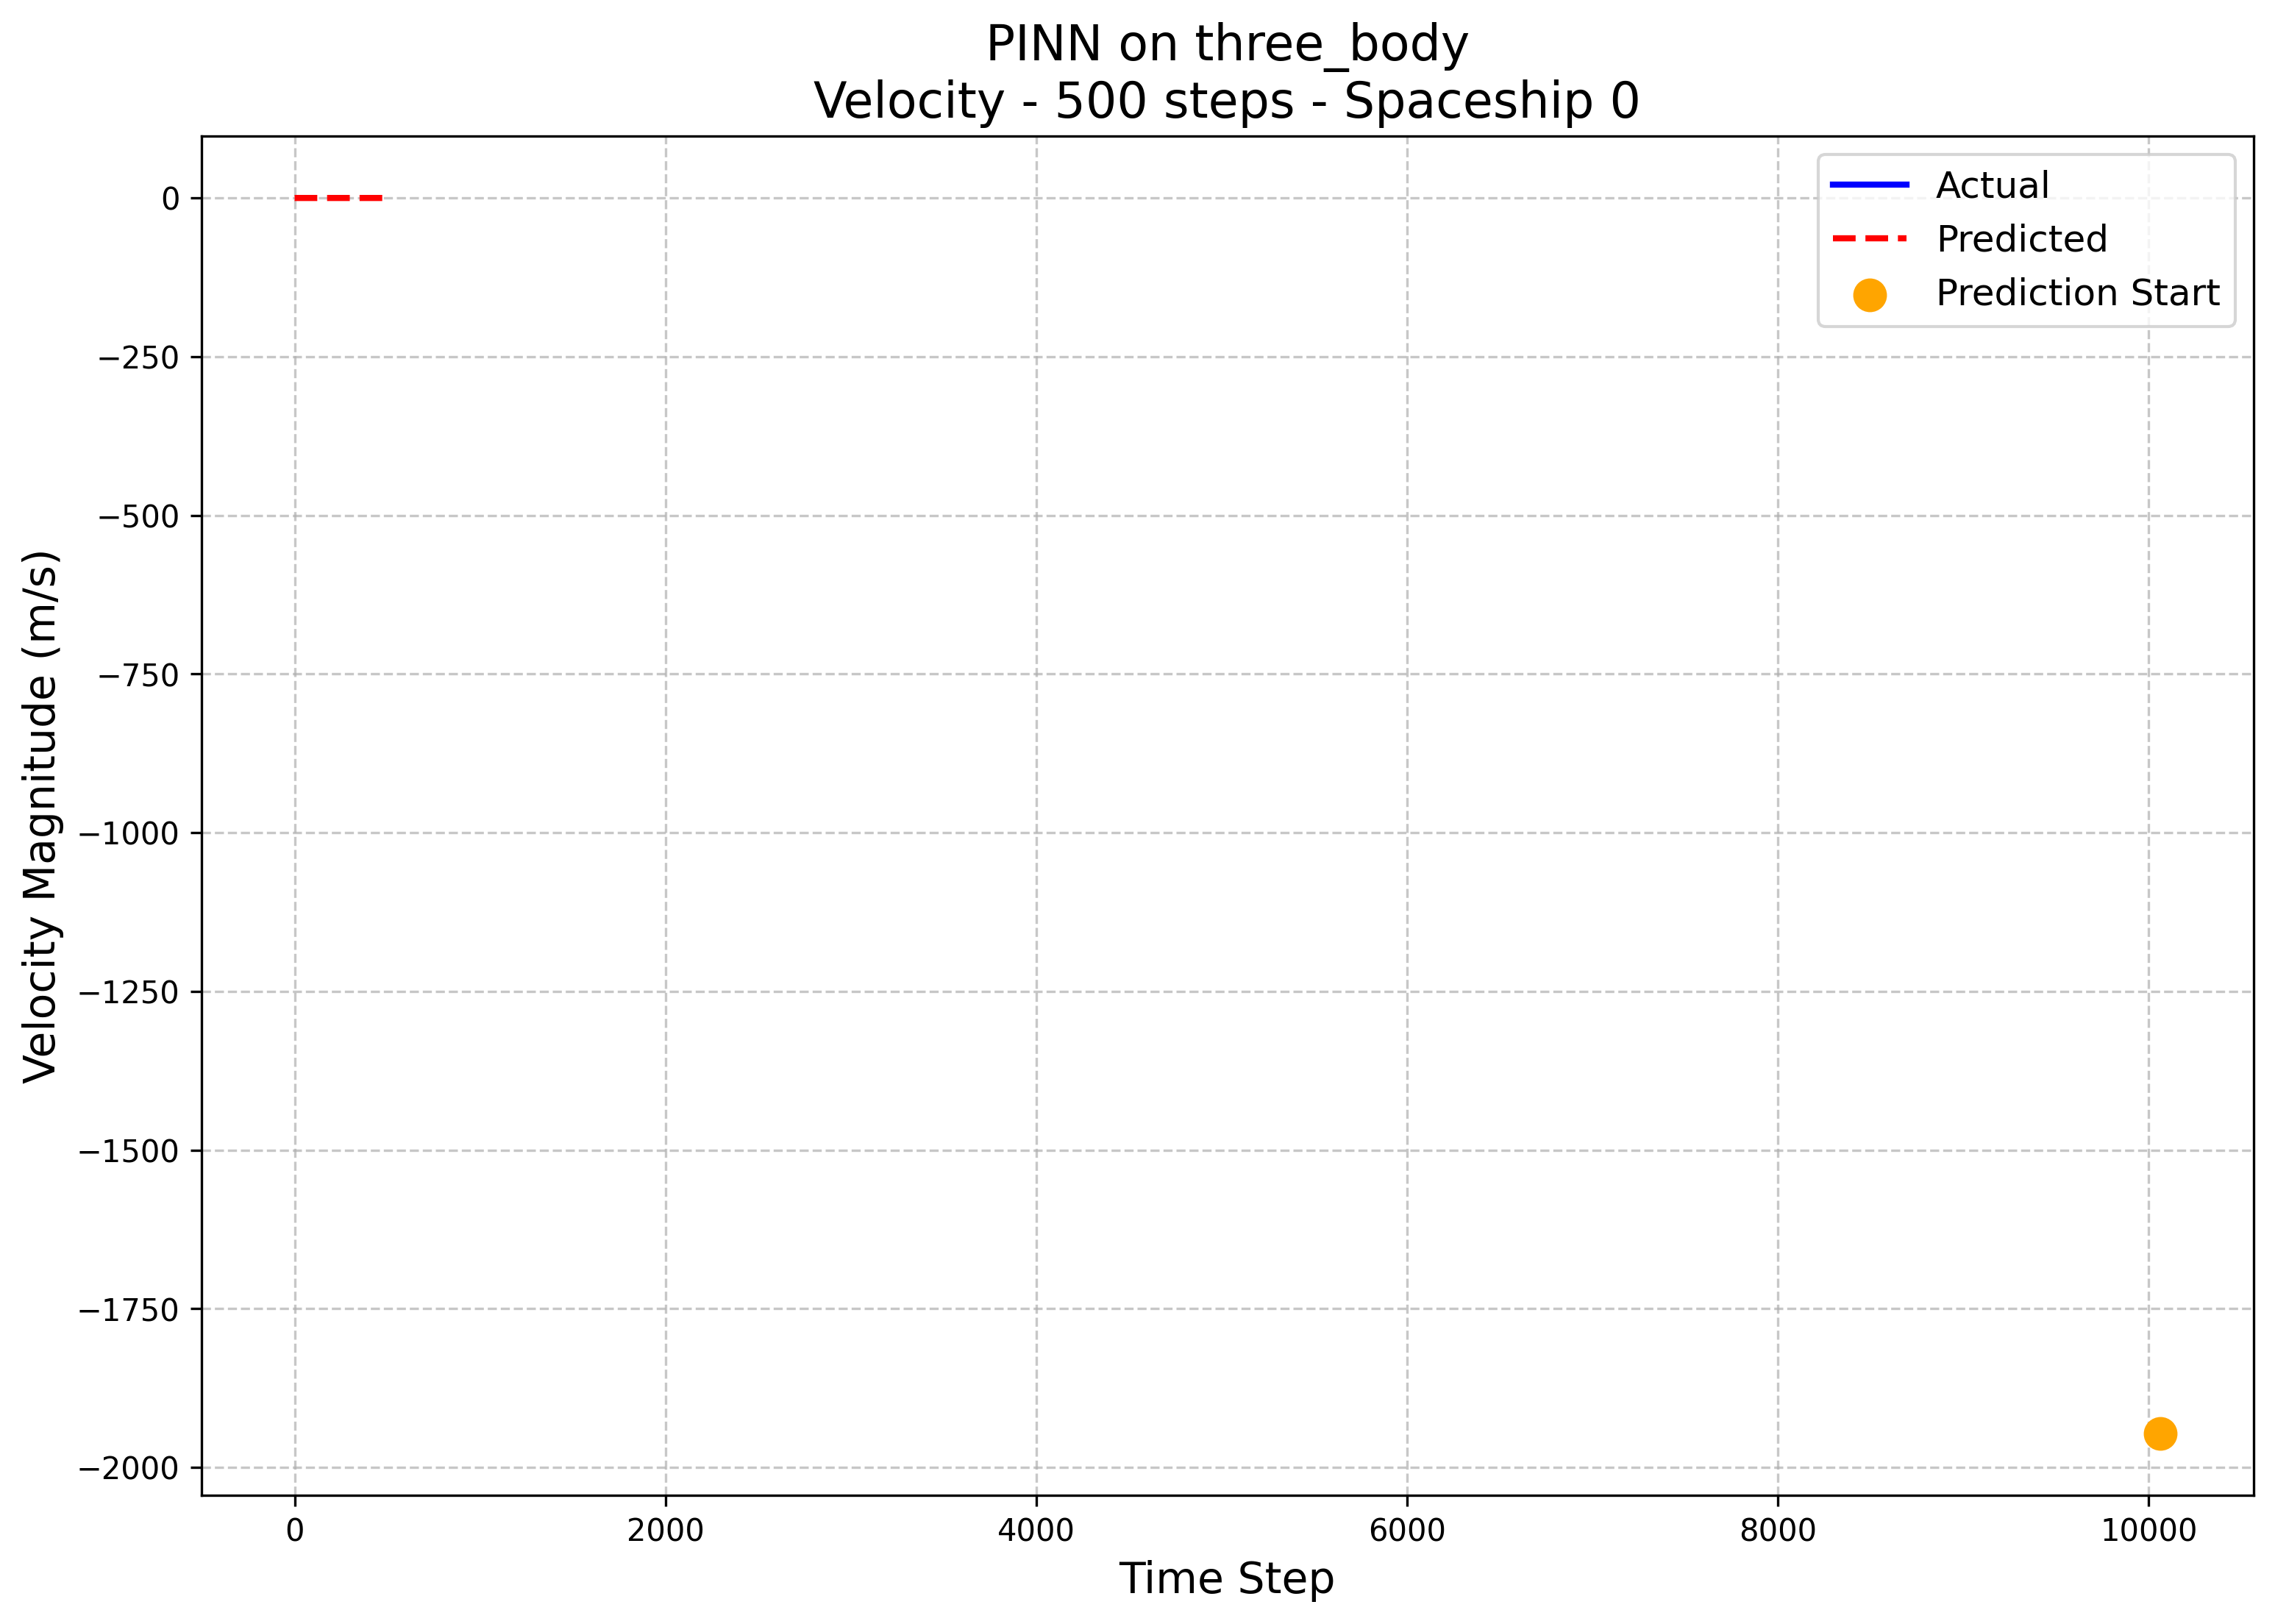 PINN on three_body
Velocity - 500 steps - Spaceship 0
Actual
Predicted
Prediction Start
Velocity Magnitude (m/s)
0
−250
−500
−750
−1000
−1250
−1500
−1750
−2000
0
2000
4000
6000
8000
10000
Time Step